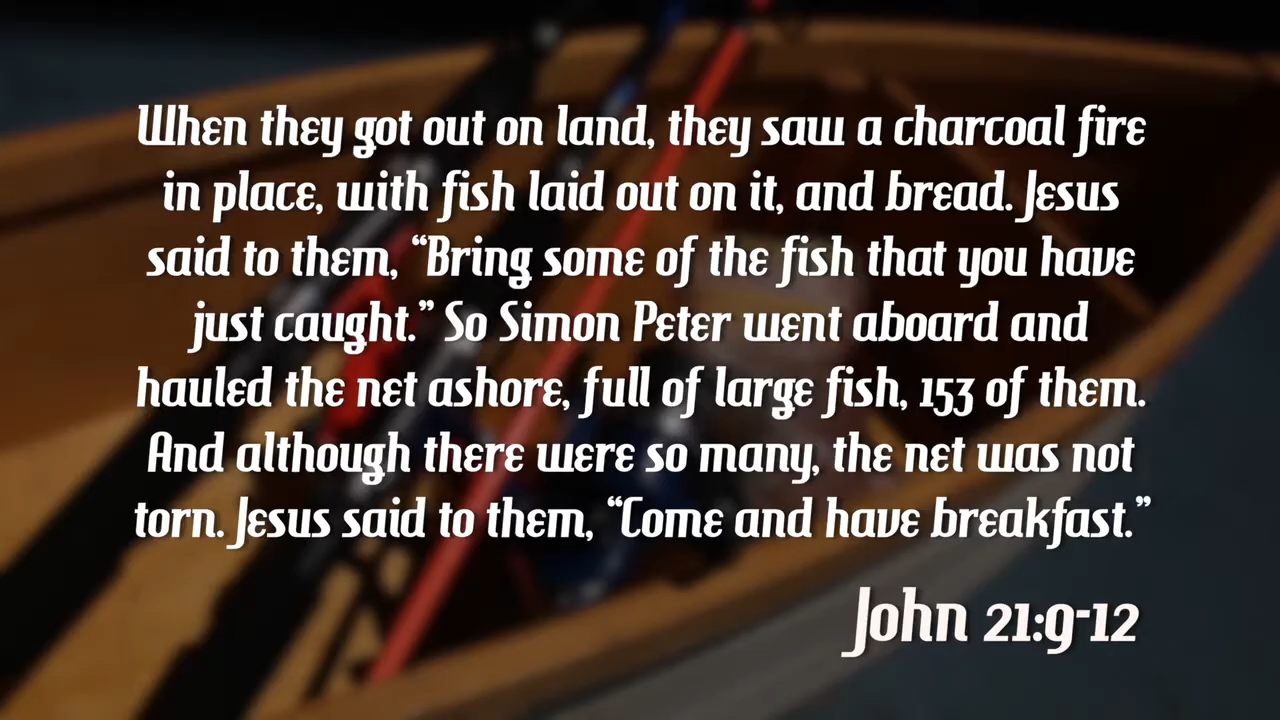 When they got out on land, they saw a charcoal fire
in place, with fish laid out on it, and bread. Jesus
said to them, “Bring some of the fish that you have
just caught.” So Simon Peter went aboard and
hauled the net ashore, full of large fish, 153 of them.
And although there were so many, the net was not
torn. Jesus said to them, “Come and have breakfast.”
John 21:9-12